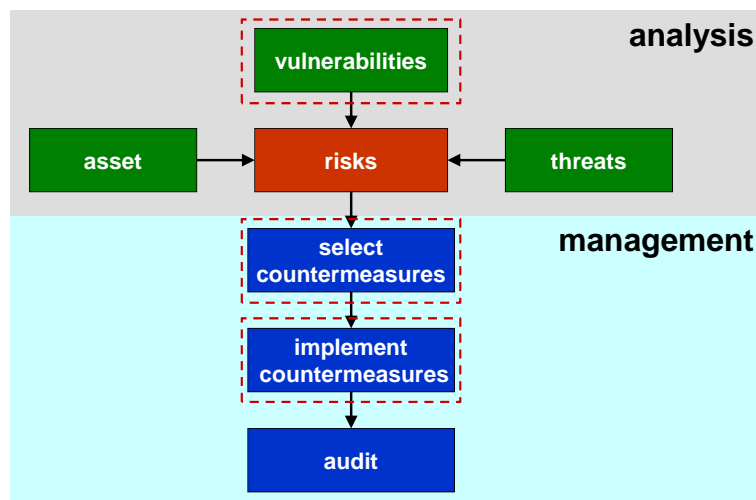 analysis
vulnerabilities
asset
risks
threats
management
select
countermeasures
implement
countermeasures
audit